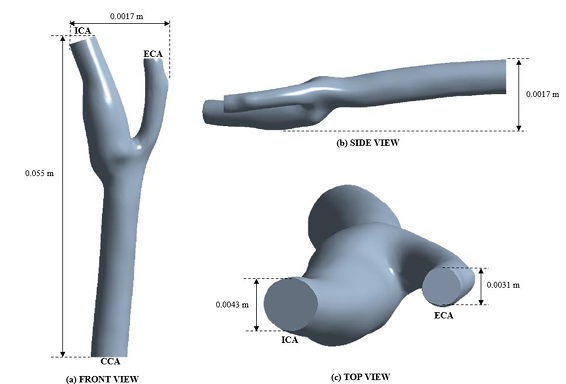 0.0017 m
ICA
ECA
0.055 m
CCA
(a) FRONT VIEW
0.0017 m
(b) SIDE VIEW
0.0043 m
ICA
0.0031 m
ECA
(c) TOP VIEW